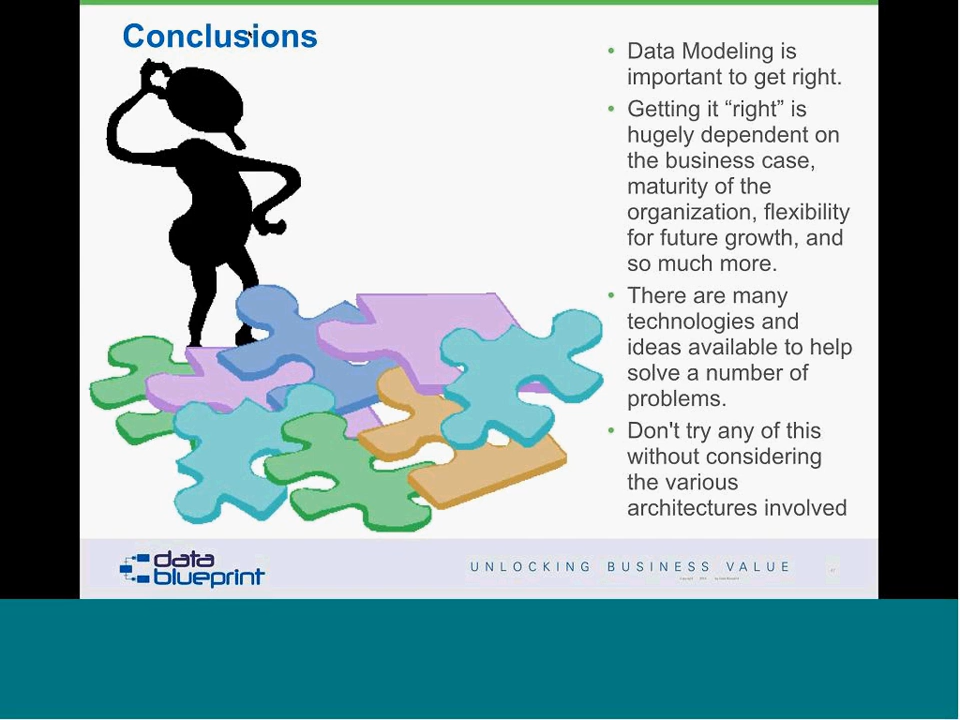 Conclusions
• Data Modeling is
important to get right.
• Getting it “right” is
hugely dependent on
the business case,
maturity of the
organization, flexibility
for future growth, and
so much more.
• There are many
technologies and
ideas available to help
solve a number of
problems.
• Don't try any of this
without considering
the various
architectures involved
data
blueprint
UNLOCKING BUSINESS VALUE